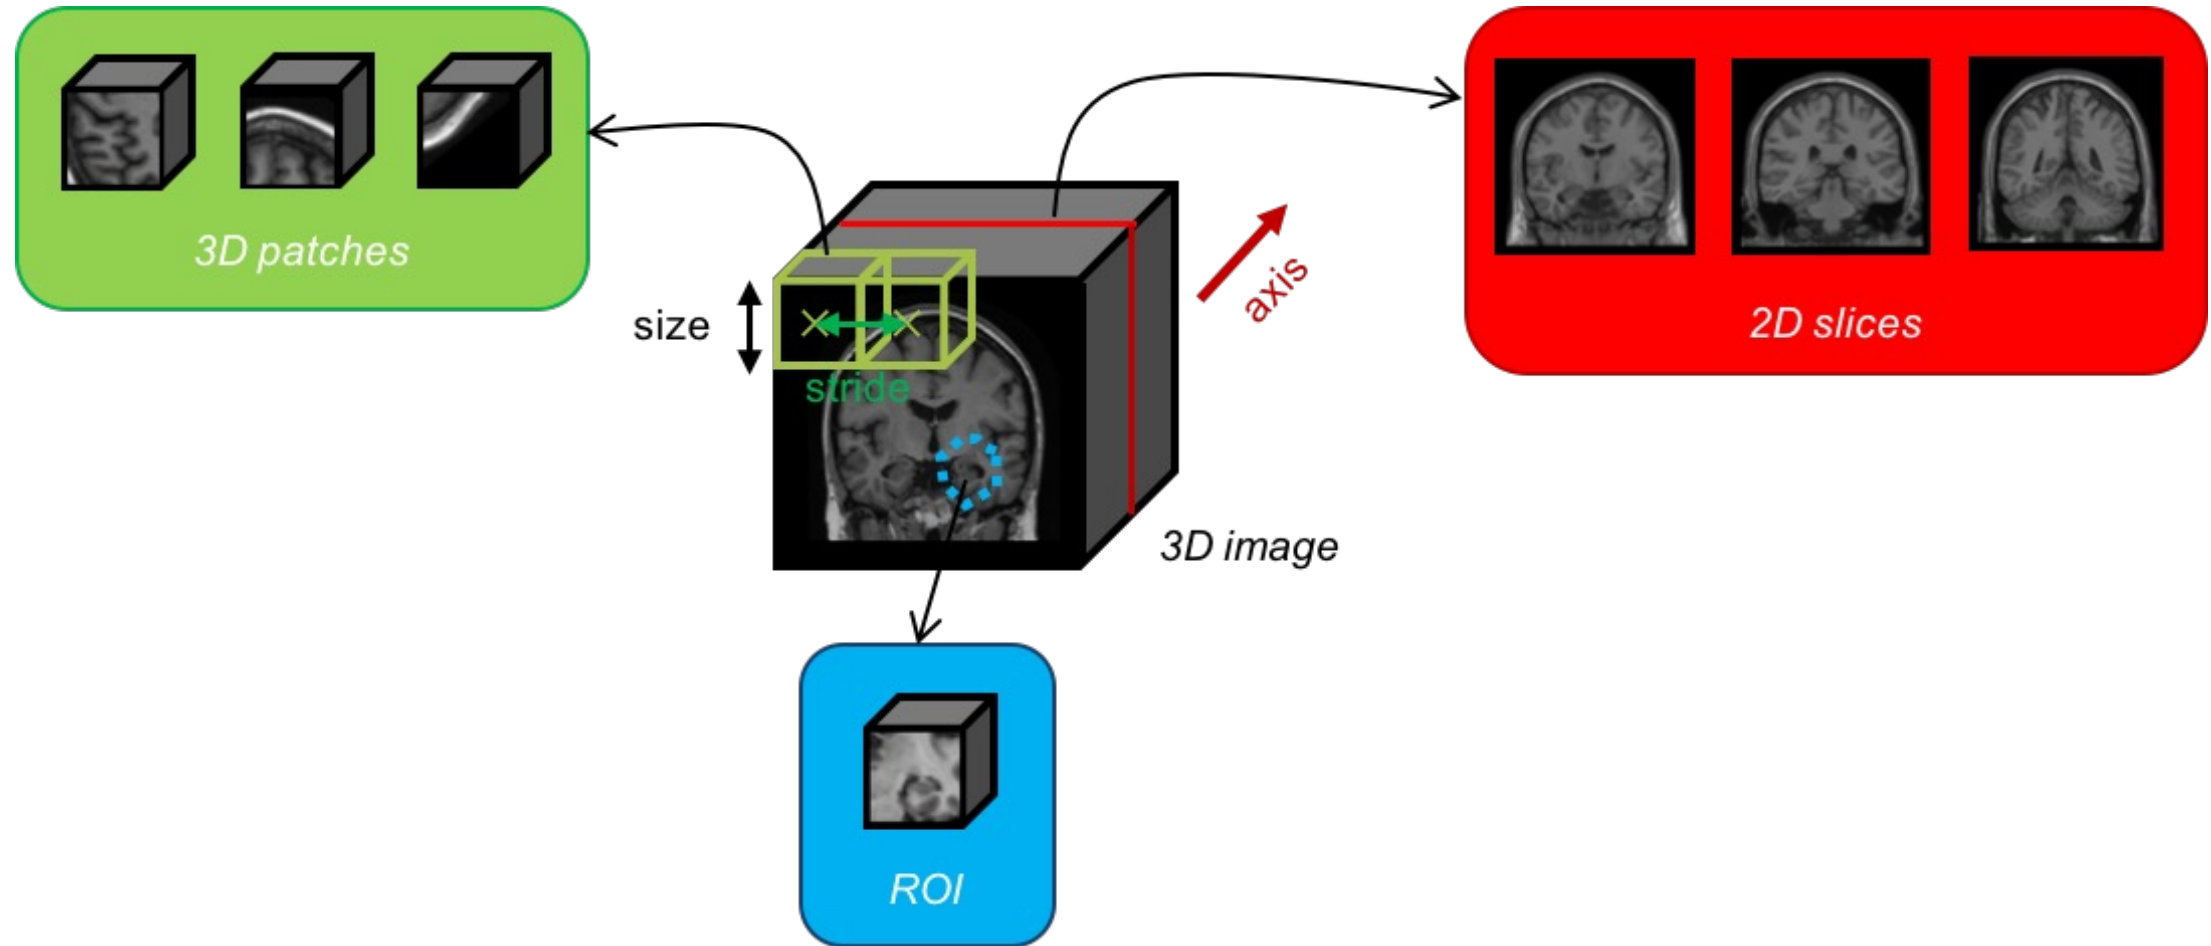 3D patches
2D slices
axis
size
stride
3D image
ROI